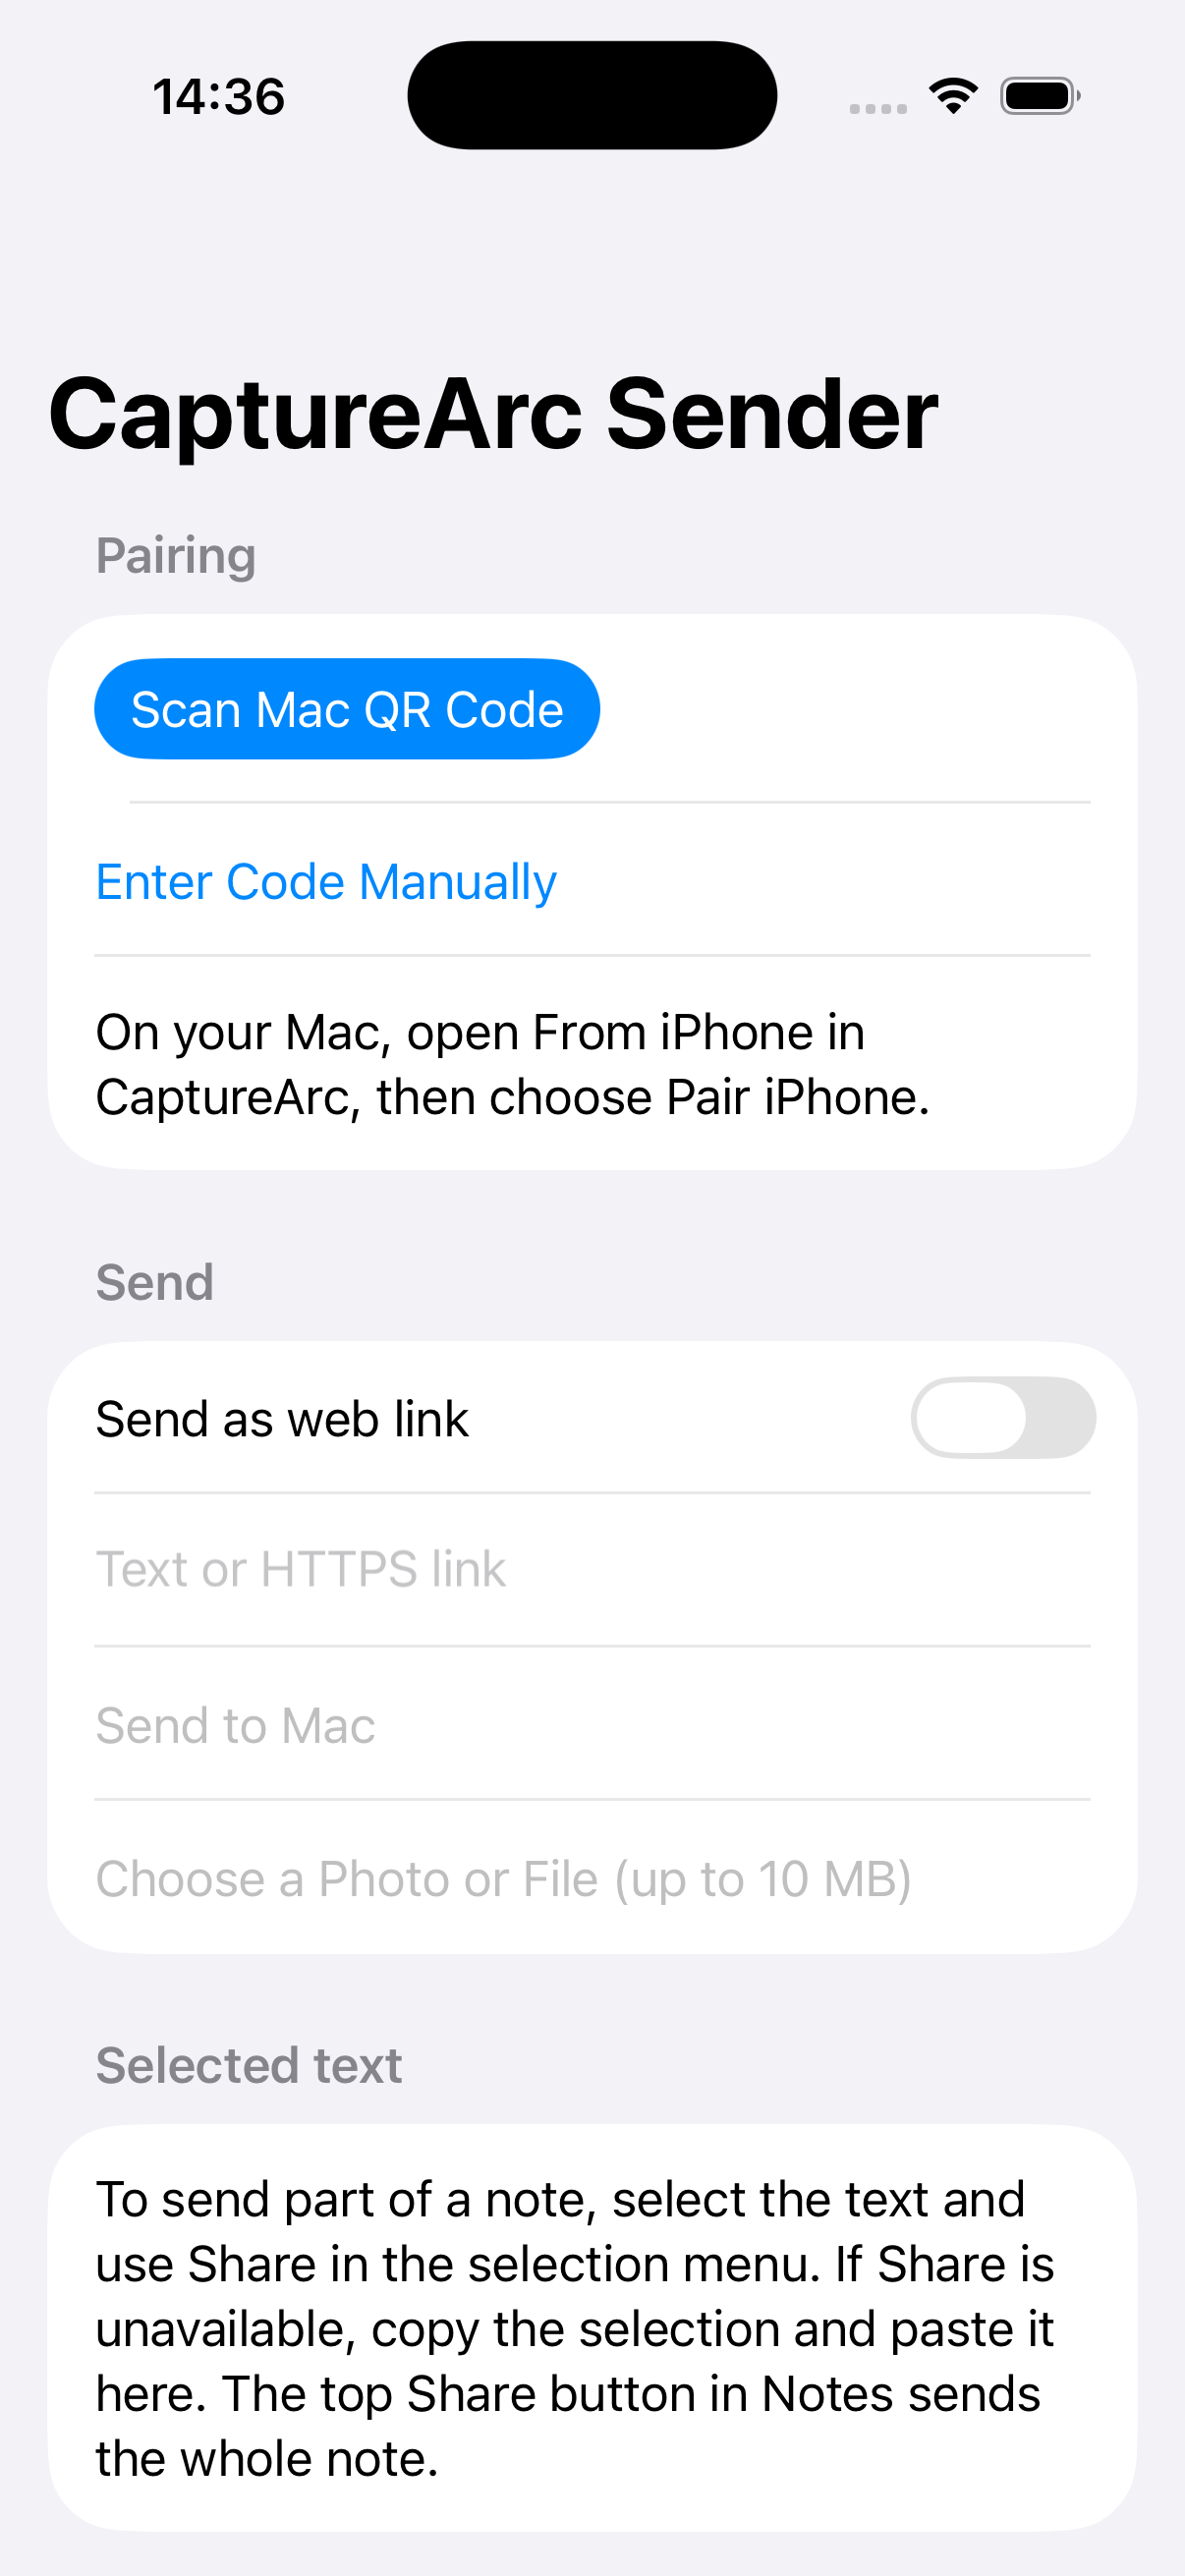 14:36
CaptureArc Sender
Pairing
Scan Mac QR Code
Enter Code Manually
On your Mac, open From iPhone in
CaptureArc, then choose Pair iPhone.
Send
Send as web link
Text or HTTPS link
Send to Mac
Choose a Photo or File (up to 10 MB)
Selected text
To send part of a note, select the text and
use Share in the selection menu. If Share is
unavailable, copy the selection and paste it
here. The top Share button in Notes sends
the whole note.